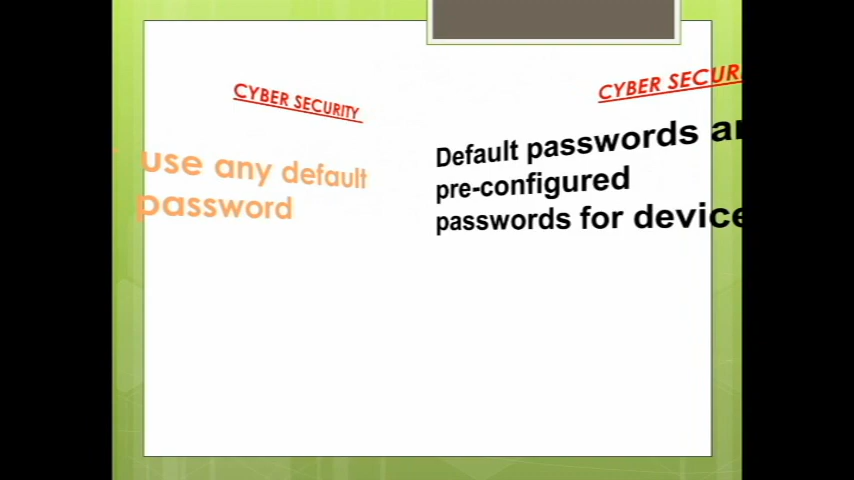 CYBER SECURITY
use any default
password
CYBER SECUR
Default passwords ar
pre-configured
passwords for device